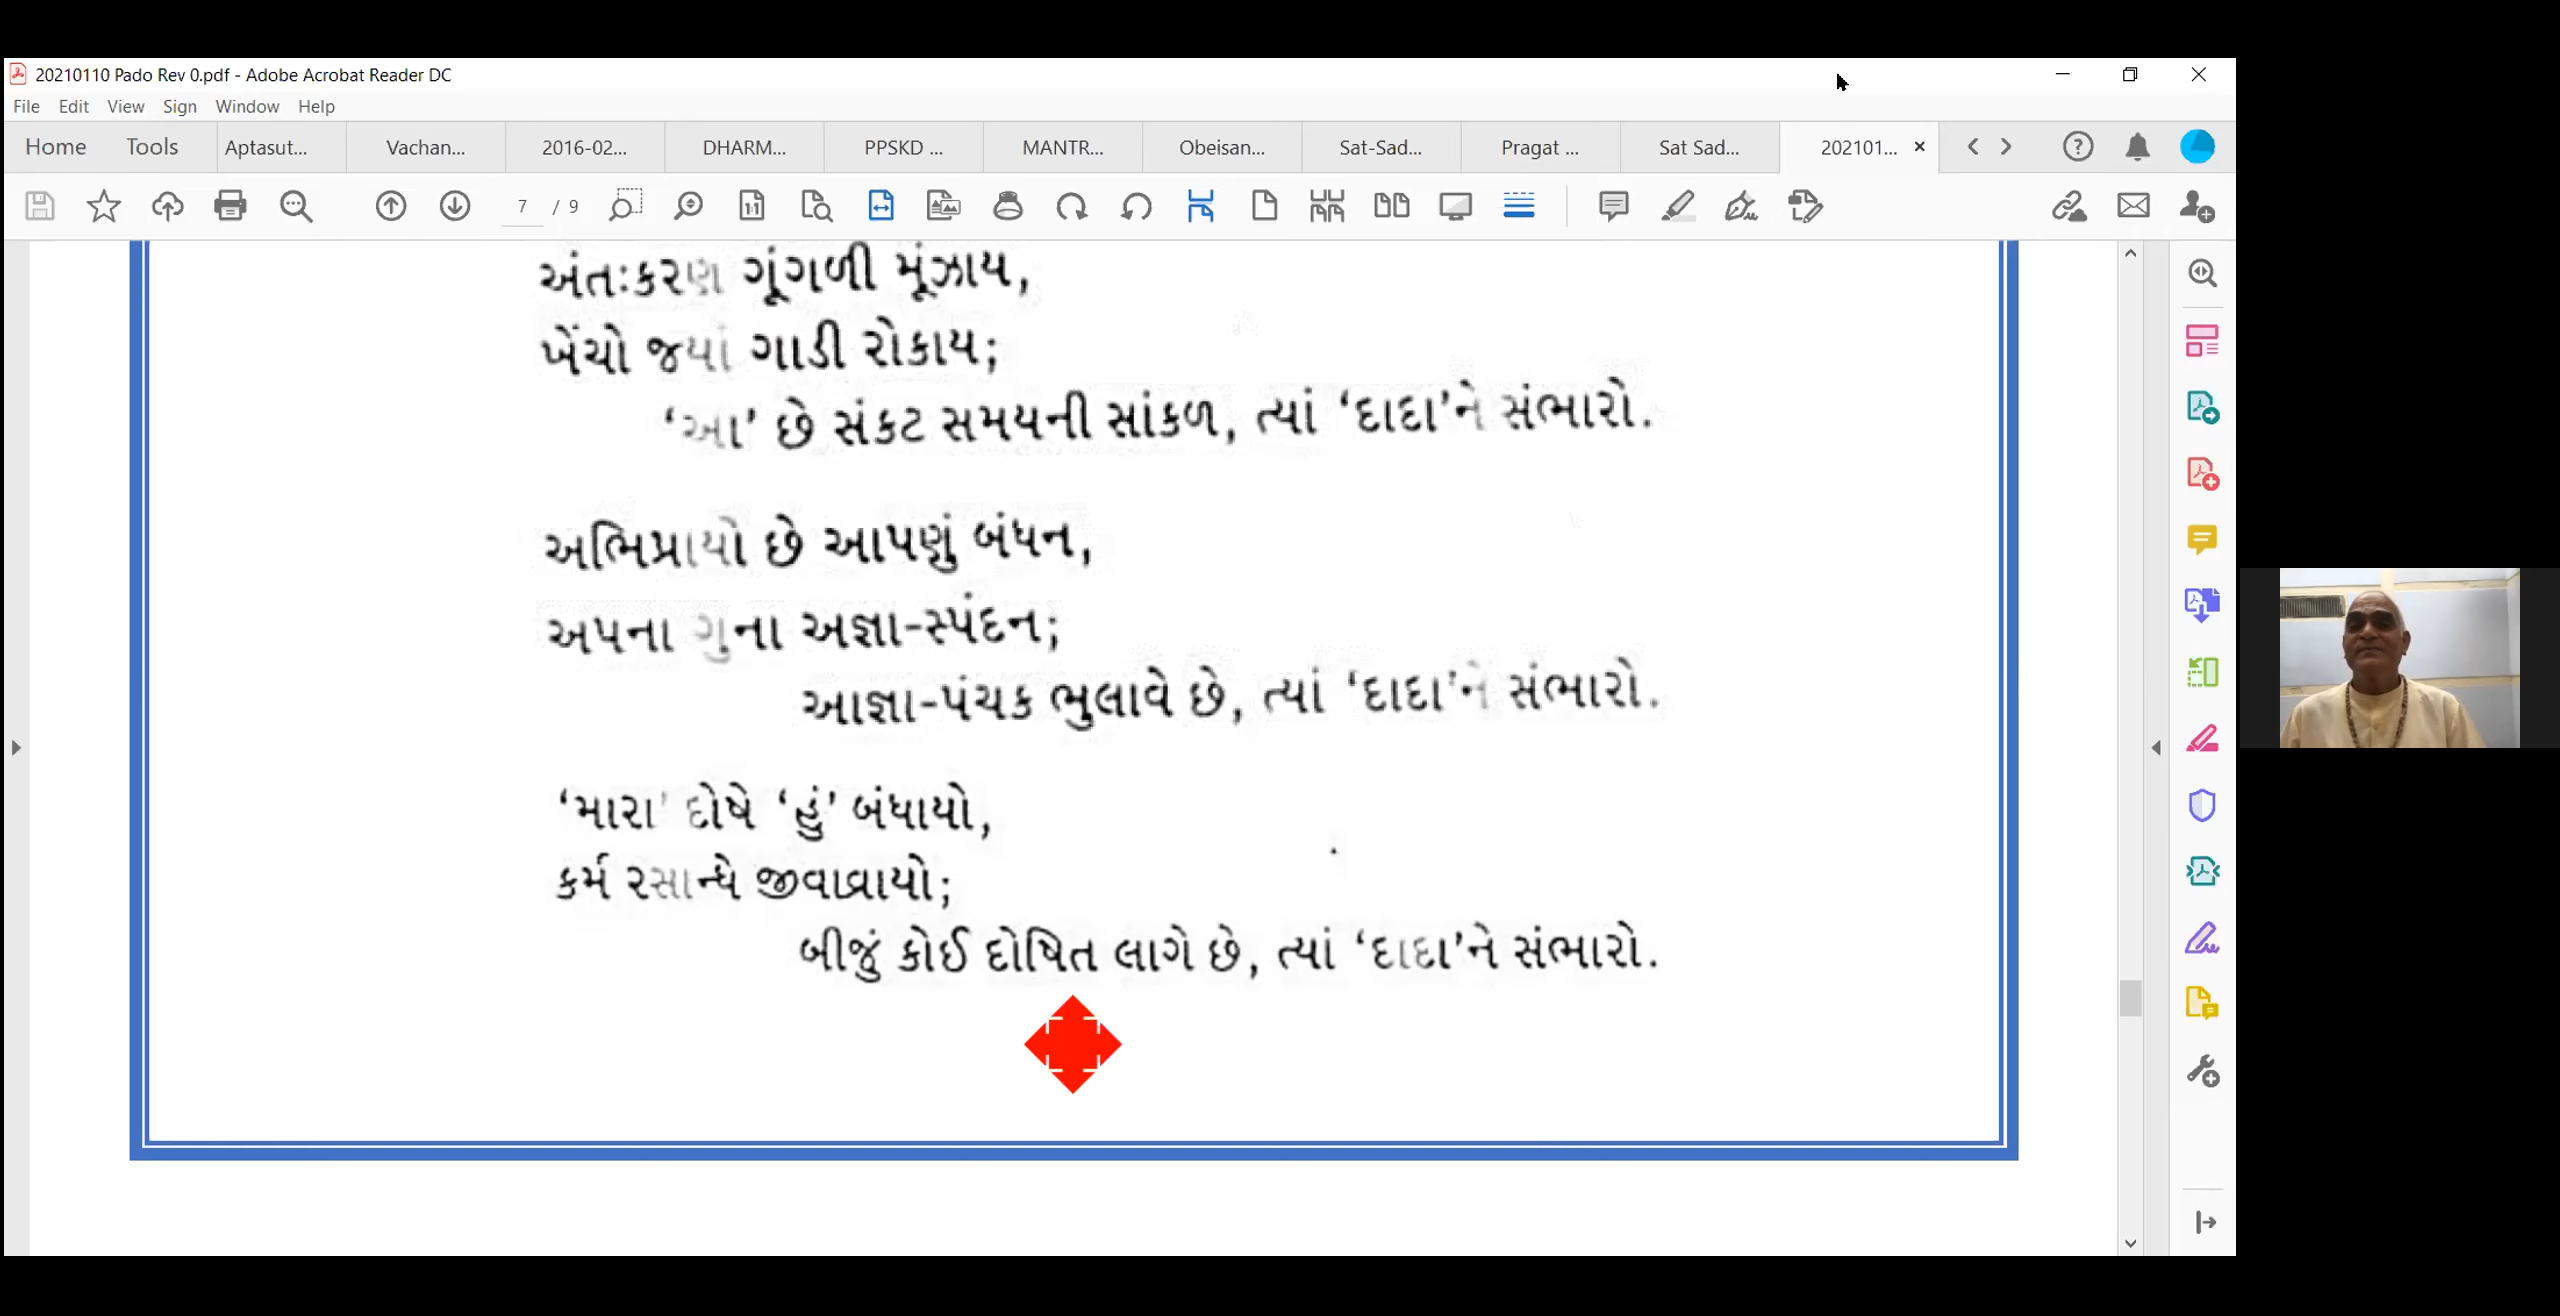 20210110 Pado Rev 0.pdf - Adobe Acrobat Reader DC
File Edit View Sign Window Help
Home Tools Aptasut... Vachan... 2016-02... DHARM... PPSKD ... MANTR... Obeisan... Sat-Sad... Pragat ... Sat Sad... 202101...
7 / 9
અંતઃકરણ ગૂંગળી મૂંઝાય,
ખેંચો જ્યાં ગાડી રોકાય;
‘આ’ છે સંકટ સમયની સાંકળ, ત્યાં ‘દાદા’ને સંભારો.
અભિપ્રાયો છે આપણું બંધન,
અપના ગુના અજ્ઞા-સ્પંદન;
આજ્ઞા-પંચક ભુલાવે છે, ત્યાં ‘દાદા’ને સંભારો.
‘મારા’ દોષે ‘હું’ બંધાયો,
કર્મ રસાન્ધે જીવાવ્રાયો;
બીજું કોઈ દોષિત લાગે છે, ત્યાં ‘દાદા’ને સંભારો.